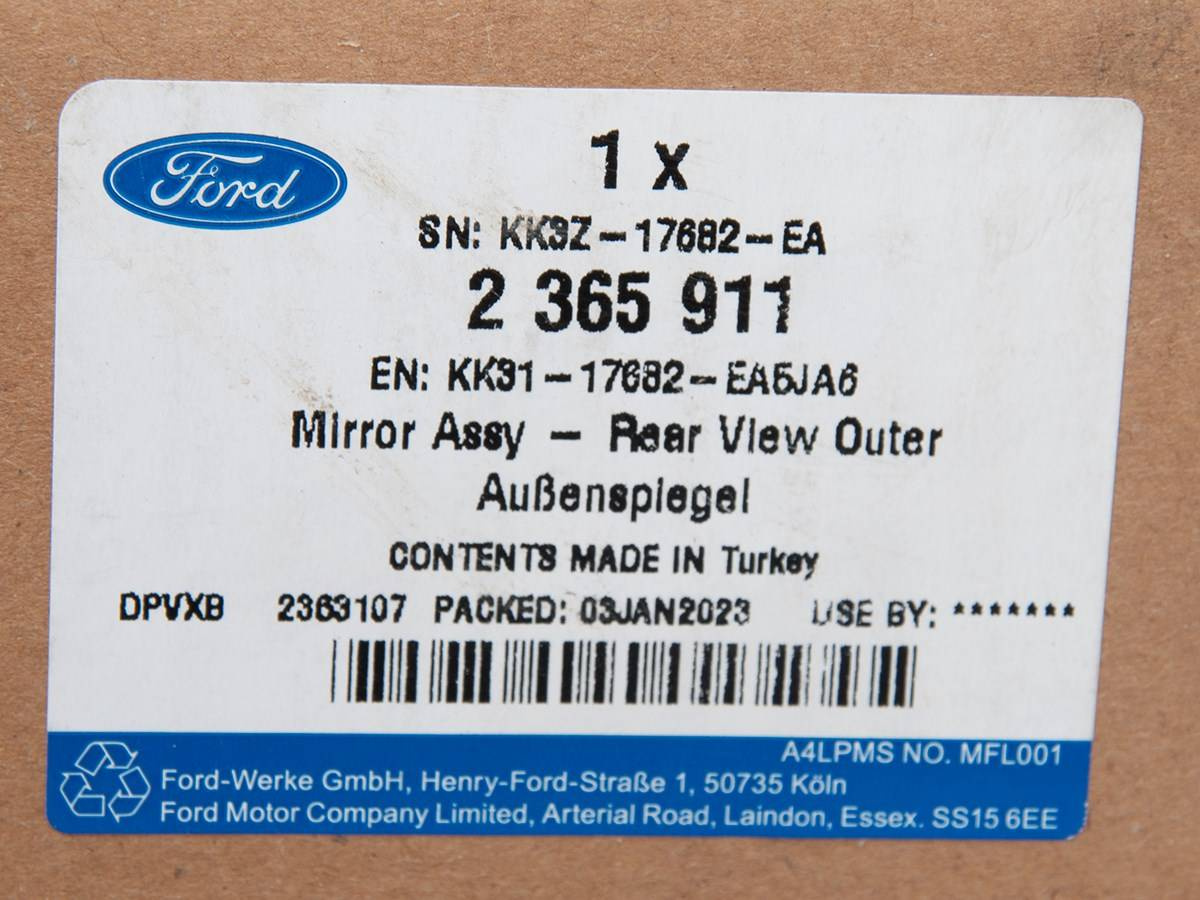 Ford
1 x
SN: KK3Z-17682-EA
2 365 911
EN: KK31-17682-EA5JA6
Mirror Assy - Rear View Outer
Außenspiegel
CONTENTS MADE IN Turkey
DPVXB 2363107 PACKED: 03JAN2023 USE BY: *******
A4LPMS NO. MFL001
Ford-Werke GmbH, Henry-Ford-Straße 1, 50735 Köln
Ford Motor Company Limited, Arterial Road, Laindon, Essex. SS15 6EE